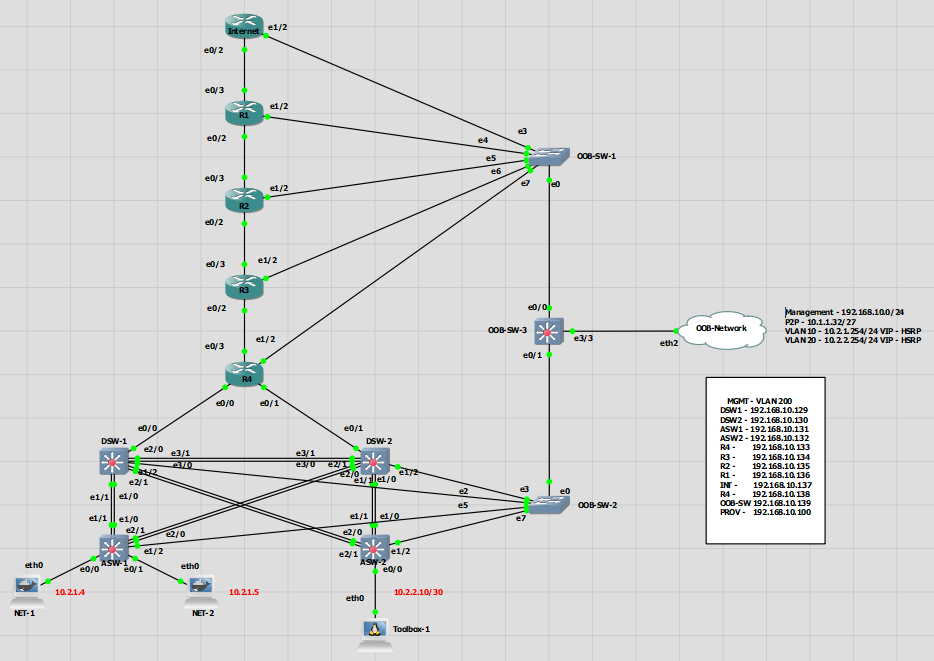 e1/2
Internet
e0/2
e0/3
R1
e1/2
e0/2
e3
e4
e5
e6
e7
e0
OOB-SW-1
e0/3
R2
e1/2
e0/2
e0/3
R3
e1/2
e0/2
e0/3
R4
e1/2
e0/0
e0/1
OOB-SW-3
e0/0
e3/3
e0/1
OOB-Network
eth2
Management - 192.168.10.0/24
P2P - 10.1.1.32/27
VLAN 10 - 10.2.1.254/24 VIP - HSRP
VLAN 20 - 10.2.2.254/24 VIP - HSRP
MGMT - VLAN 200
DSW1 - 192.168.10.129
DSW2 - 192.168.10.130
ASW1 - 192.168.10.131
ASW2 - 192.168.10.132
R4 - 192.168.10.133
R3 - 192.168.10.134
R2 - 192.168.10.135
R1 - 192.168.10.136
INT - 192.168.10.137
R4 - 192.168.10.138
OOB-SW 192.168.10.139
PROV - 192.168.10.100
e0/0
e0/1
DSW-1
DSW-2
e2/0
e3/1
e3/1
e3/0
e3/0
e2/1
e1/2
e2/0
e2/1
e1/1
e1/0
e1/2
e1/1
e1/0
e2
e3
e0
e5
e7
OOB-SW-2
e1/1
e1/0
e2/1
e2/0
e1/2
e1/1
e1/0
e2/0
e2/1
e1/2
ASW-1
ASW-2
e0/0
e0/1
e0/0
eth0
eth0
eth0
10.2.1.4
10.2.1.5
10.2.2.10/30
NET-1
NET-2
Toolbox-1